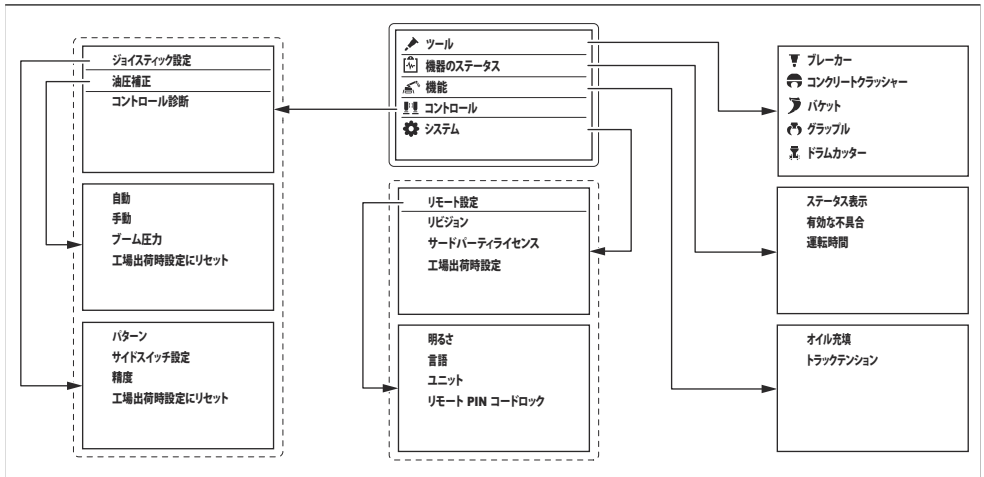 ジョイスティック設定
油圧補正
コントロール診断
自動
手動
ブーム圧力
工場出荷時設定にリセット
パターン
サイドスイッチ設定
精度
工場出荷時設定にリセット
ツール
機器のステータス
機能
コントロール
システム
リモート設定
リビジョン
サードパーティライセンス
工場出荷時設定
明るさ
言語
ユニット
リモート PIN コードロック
ブレーカー
コンクリートクラッシャー
バケット
グラップル
ドラムカッター
ステータス表示
有効な不具合
運転時間
オイル充填
トラックテンション